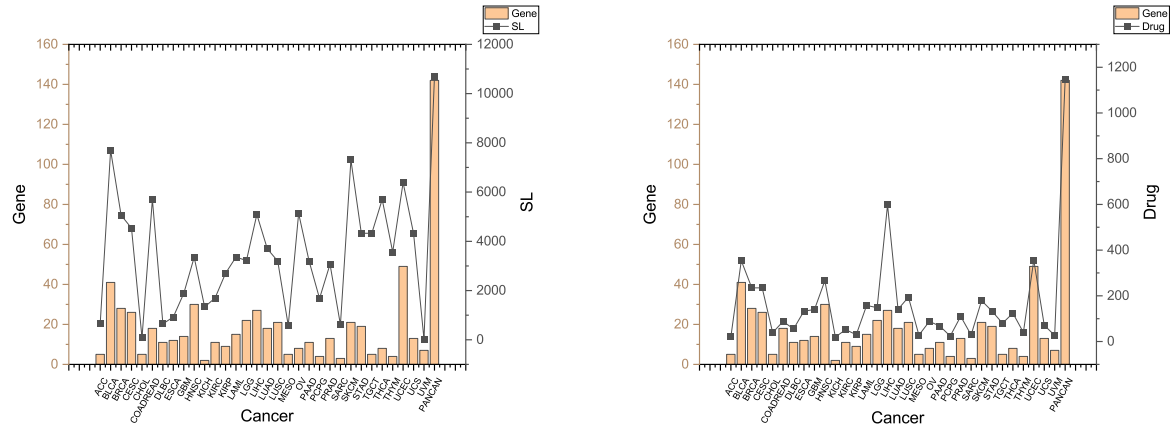 Gene
SL
160
140
120
100
80
60
40
20
0
Gene
12000
10000
8000
6000
4000
2000
0
SL
ACC
BLCA
BRCA
CESC
CHOL
COADREAD
DLBC
ESCA
GBM
HNSC
KICH
KIRC
KIRP
LAML
LGG
LIHC
LUAD
LUSC
MESO
OV
PAAD
PCPG
PRAD
SARC
SKCM
STAD
TGCT
THCA
THYM
UCEC
UCS
UVM
PANCAN
Cancer
Gene
Drug
160
140
120
100
80
60
40
20
0
Gene
1200
1000
800
600
400
200
0
Drug
ACC
BLCA
BRCA
CESC
CHOL
COADREAD
DLBC
ESCA
GBM
HNSC
KICH
KIRC
KIRP
LAML
LGG
LIHC
LUAD
LUSC
MESO
OV
PAAD
PCPG
PRAD
SARC
SKCM
STAD
TGCT
THCA
THYM
UCEC
UCS
UVM
PANCAN
Cancer